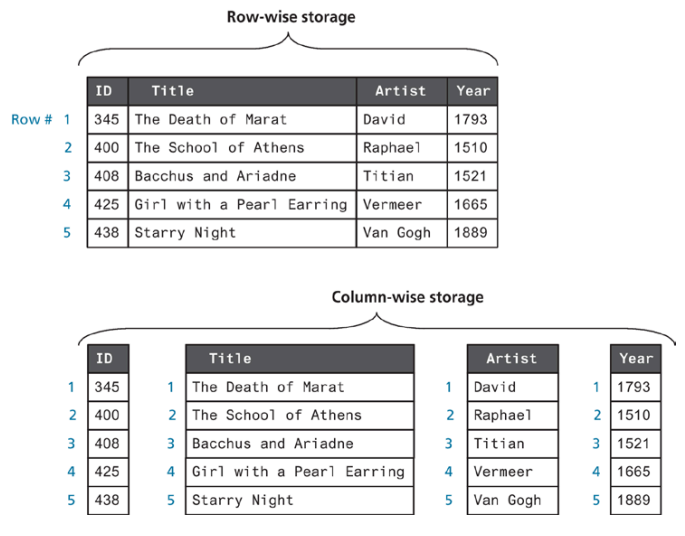 Row-wise storage
ID Title Artist Year
Row # 1 345 The Death of Marat David 1793
2 400 The School of Athens Raphael 1510
3 408 Bacchus and Ariadne Titian 1521
4 425 Girl with a Pearl Earring Vermeer 1665
5 438 Starry Night Van Gogh 1889
Column-wise storage
ID Title Artist Year
1 345 1 The Death of Marat 1 David 1 1793
2 400 2 The School of Athens 2 Raphael 2 1510
3 408 3 Bacchus and Ariadne 3 Titian 3 1521
4 425 4 Girl with a Pearl Earring 4 Vermeer 4 1665
5 438 5 Starry Night 5 Van Gogh 5 1889